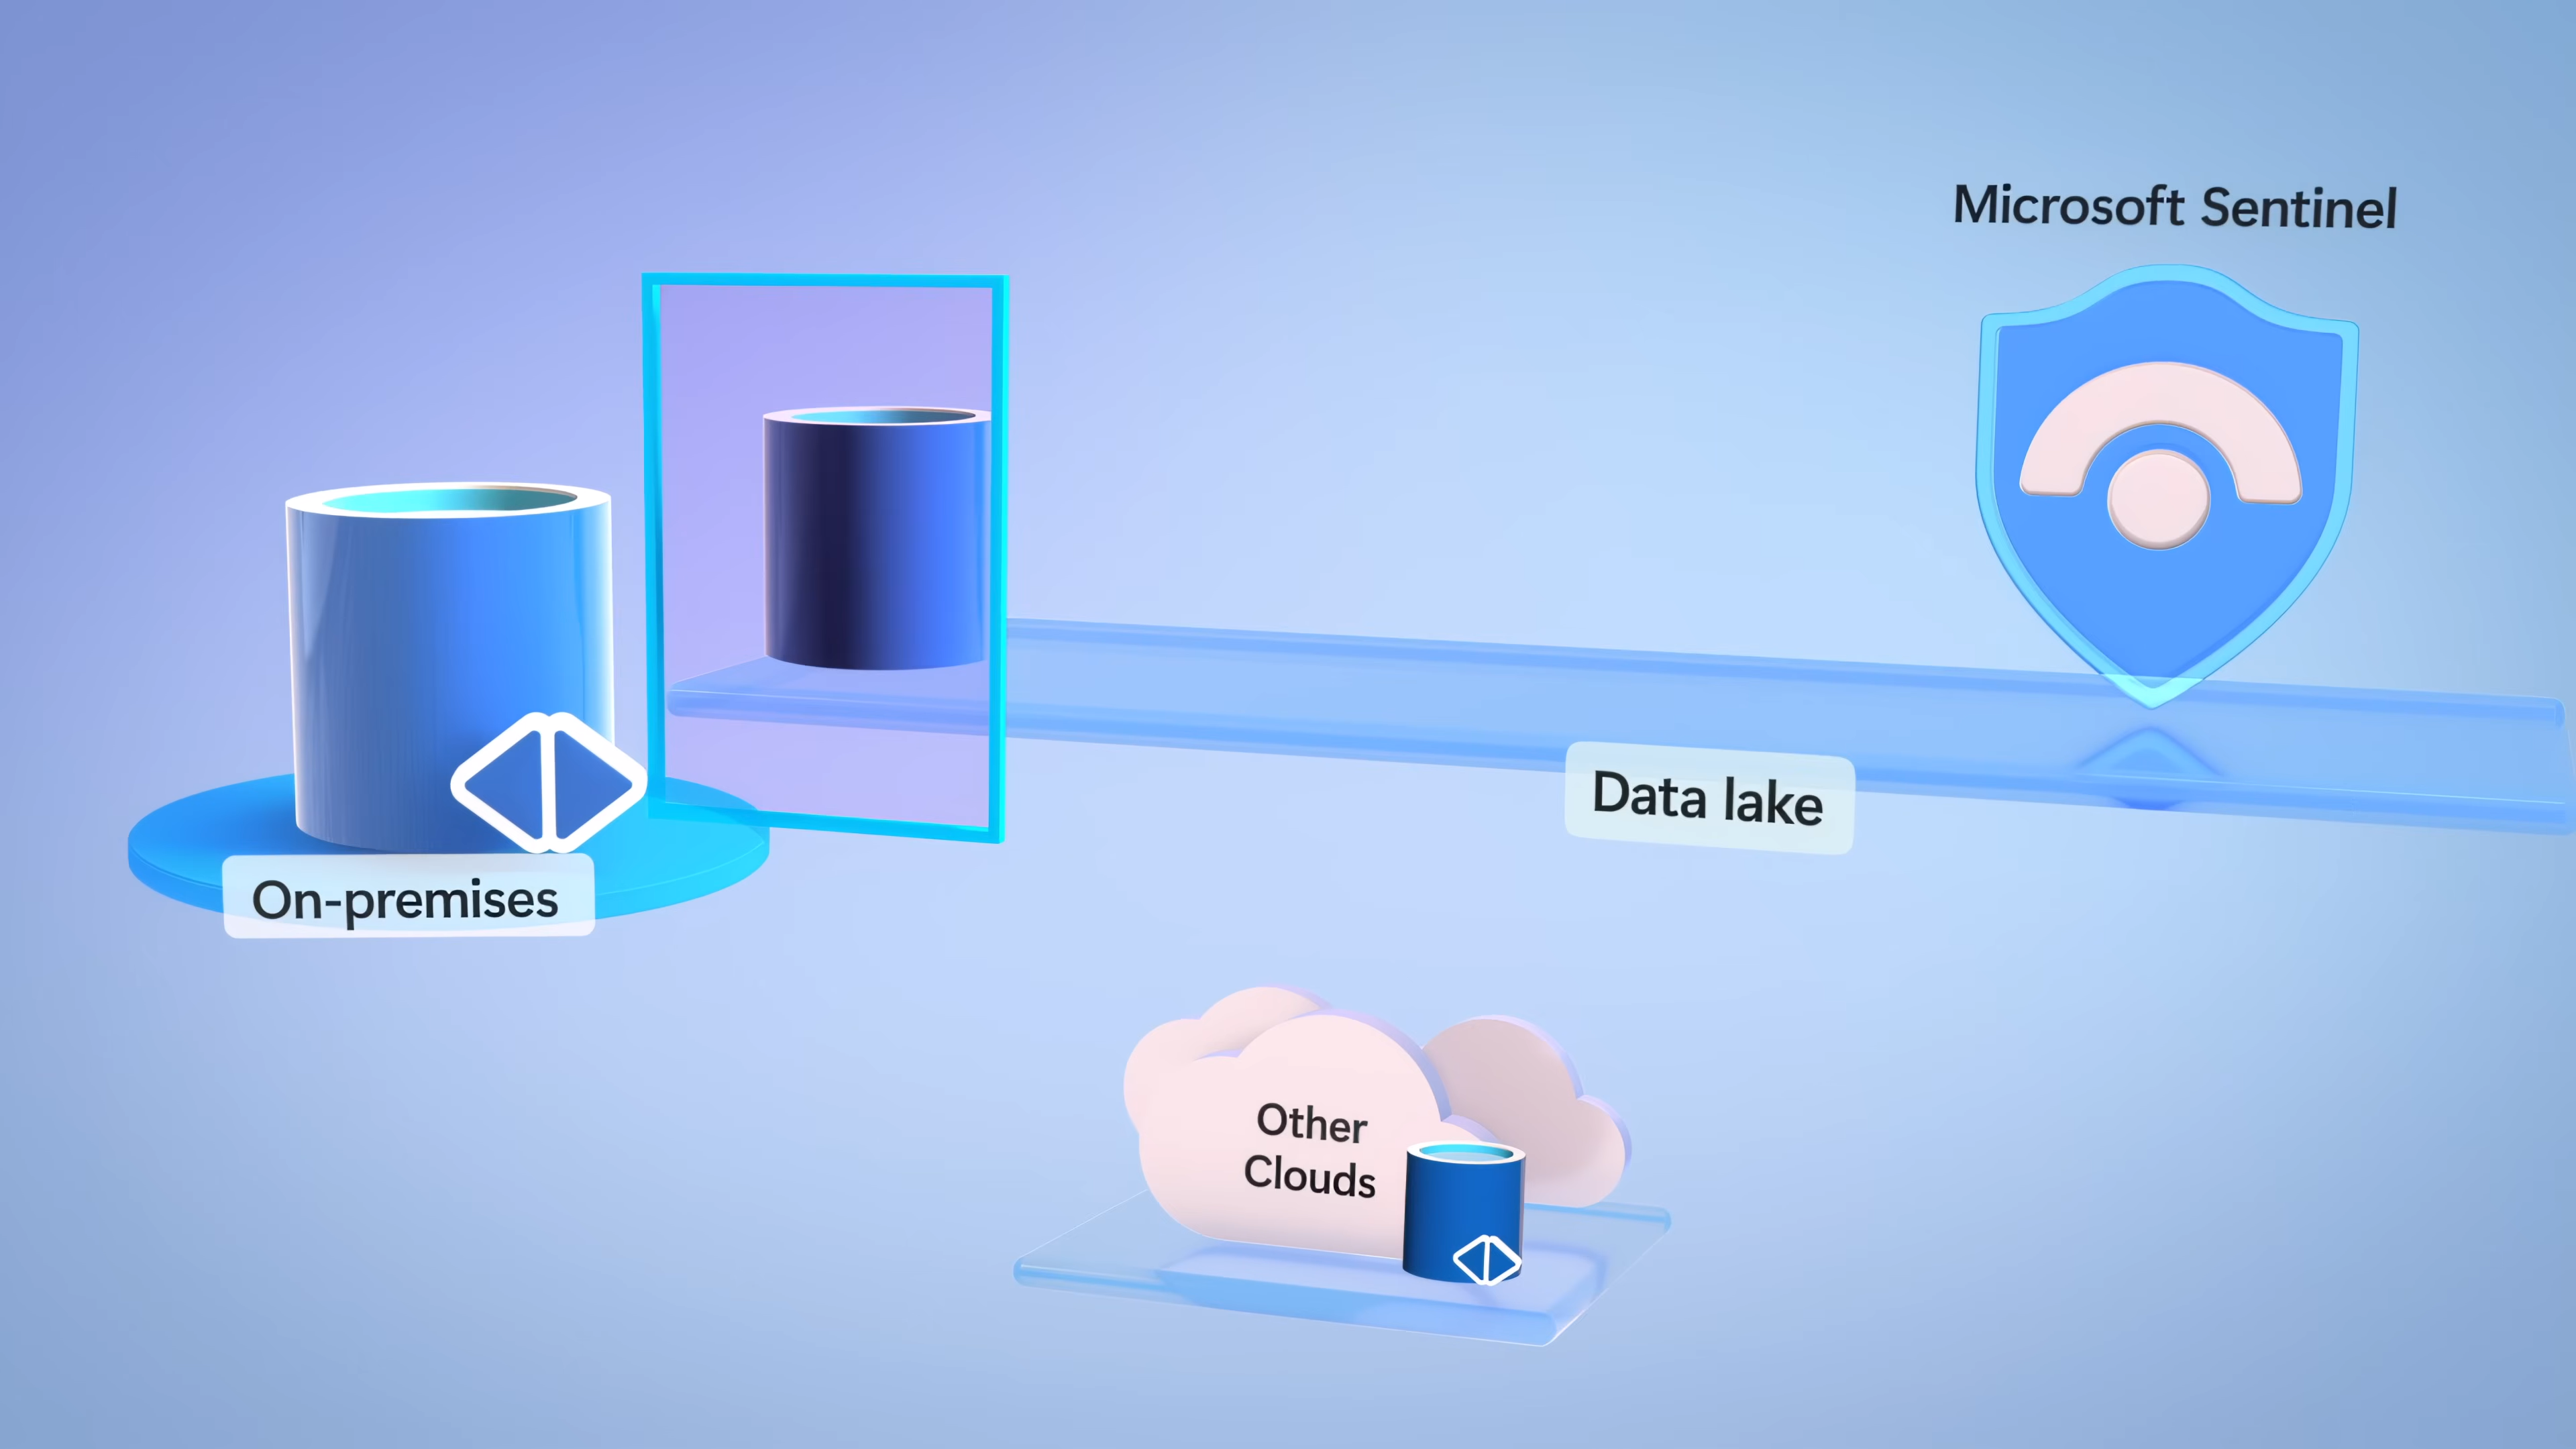 Microsoft Sentinel
Data lake
On-premises
Other
Clouds